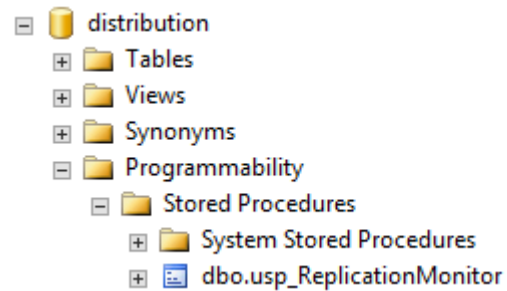 distribution
Tables
Views
Synonyms
Programmability
Stored Procedures
System Stored Procedures
dbo.usp_ReplicationMonitor